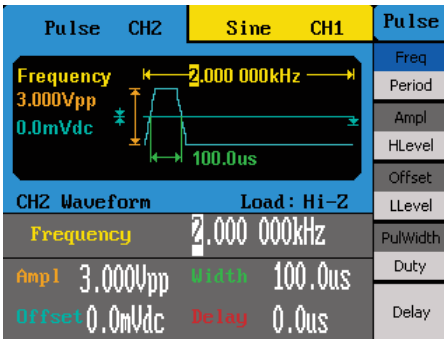 Pulse CH2
Sine CH1
Pulse
Frequency
2.000 000kHz
3.000Vpp
0.0mVdc
100.0us
CH2 Waveform
Load: Hi-Z
Frequency
2.000 000kHz
Ampl 3.000Vpp
Width 100.0us
Offset 0.0mVdc
Delay 0.0us
Freq
Period
Ampl
HLevel
Offset
LLevel
PulWidth
Duty
Delay